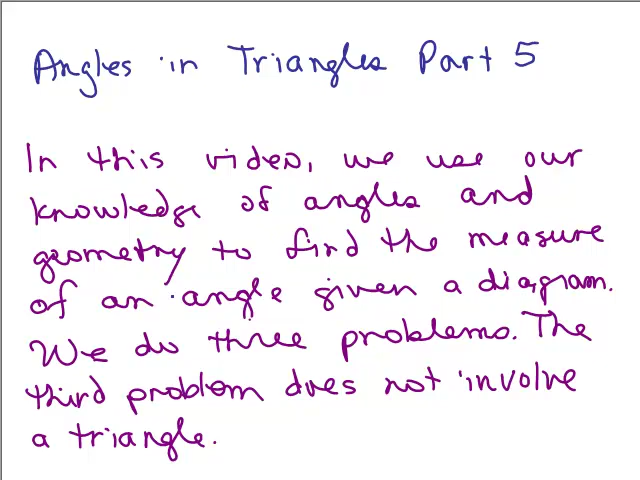 Angles in Triangles Part 5
In this video, we use our
knowledge of angles and
geometry to find the measure
of an angle given a diagram.
We do three problems. The
third problem does not involve
a triangle.